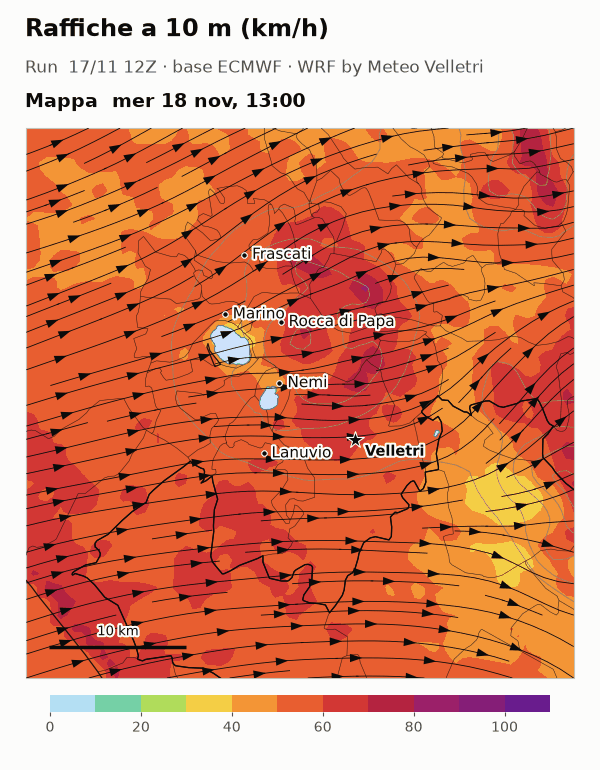 Raffiche a 10 m (km/h)
Run  17/11 12Z · base ECMWF · WRF by Meteo Velletri
Mappa  mer 18 nov, 13:00
Frascati
Marino
Rocca di Papa
Nemi
Velletri
Lanuvio
10 km
0 20 40 60 80 100